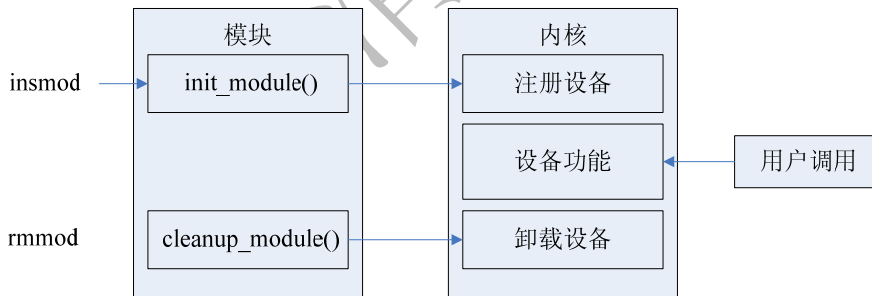 模块
内核
insmod
init_module()
注册设备
设备功能
用户调用
rmmod
cleanup_module()
卸载设备